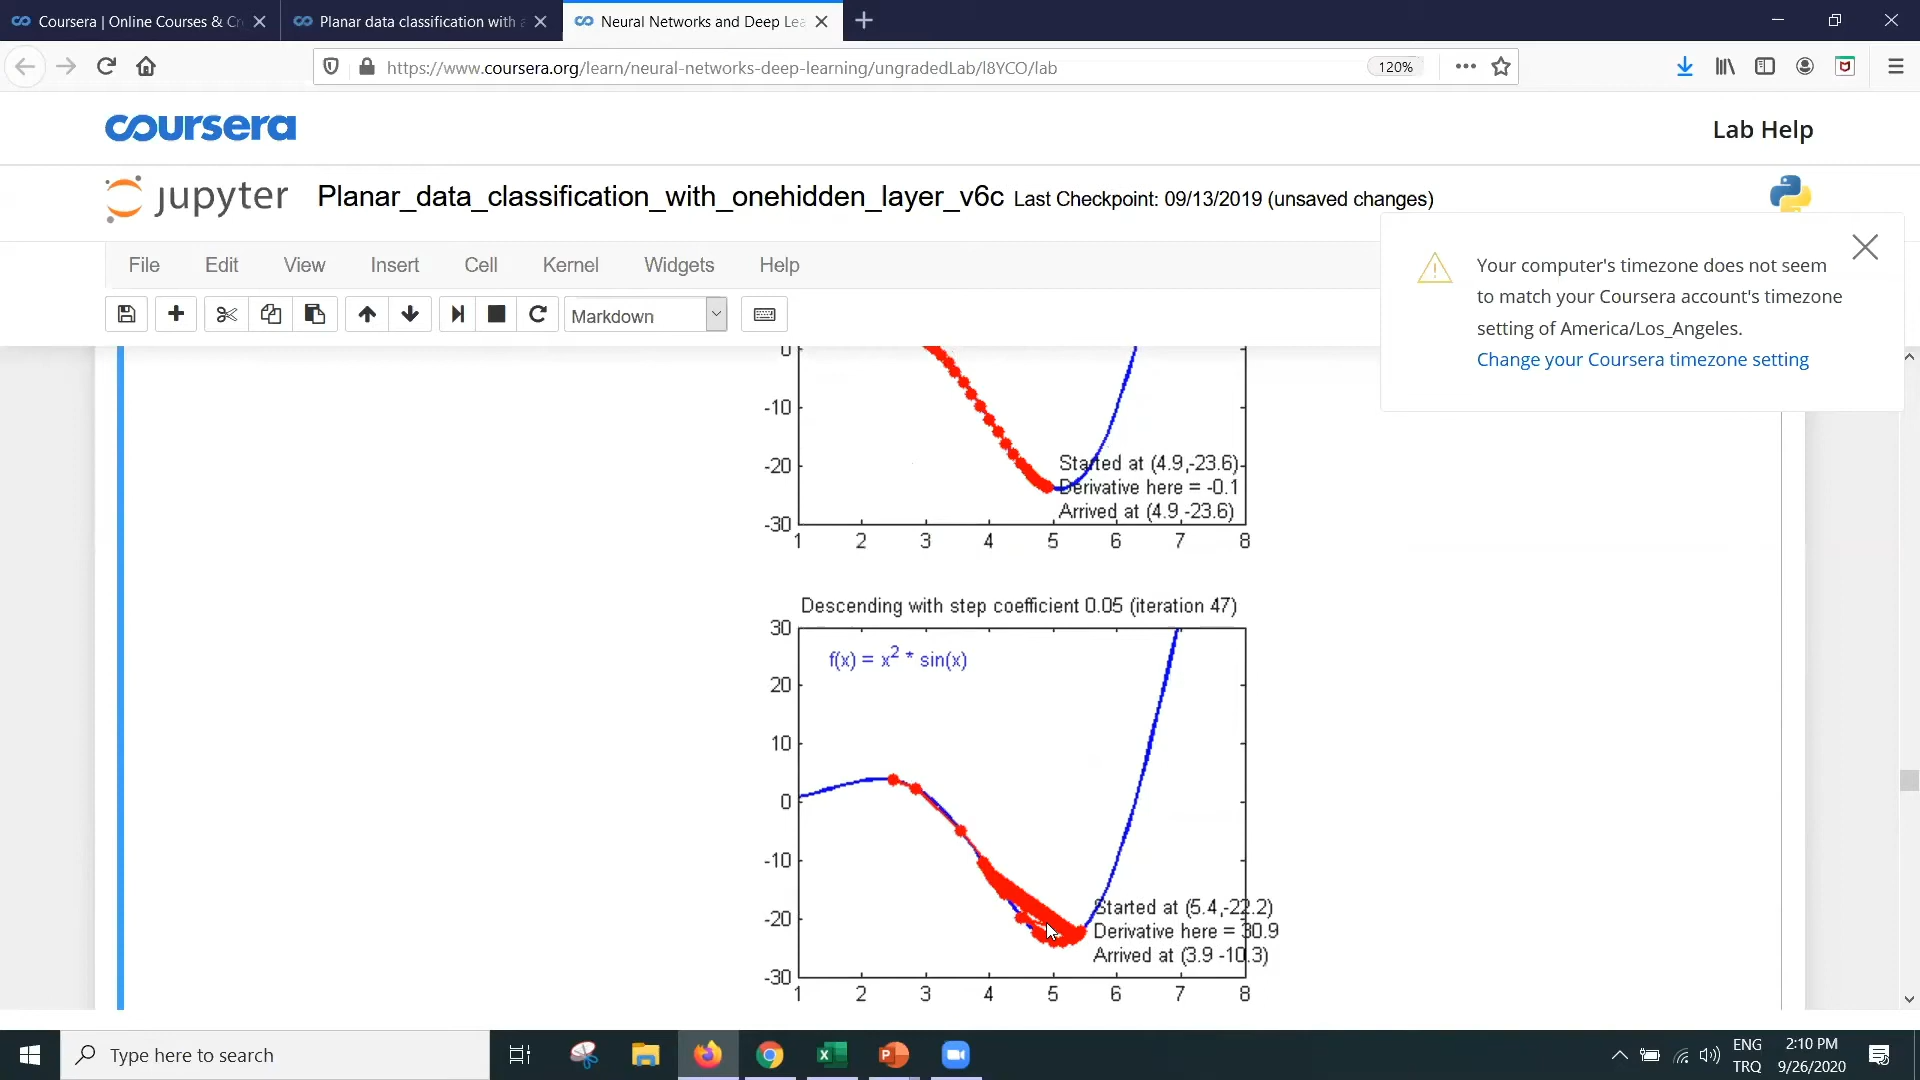 Coursera | Online Courses & Cr
Planar data classification with a
Neural Networks and Deep Lea
https://www.coursera.org/learn/neural-networks-deep-learning/ungradedLab/l8YCO/lab
120%
coursera
Lab Help
jupyter
Planar_data_classification_with_onehidden_layer_v6c Last Checkpoint: 09/13/2019 (unsaved changes)
File Edit View Insert Cell Kernel Widgets Help
Markdown
Your computer's timezone does not seem
to match your Coursera account's timezone
setting of America/Los_Angeles.
Change your Coursera timezone setting
0
-10
-20
-30
Started at (4.9,-23.6)
Derivative here = -0.1
Arrived at (4.9 -23.6)
1 2 3 4 5 6 7 8
Descending with step coefficient 0.05 (iteration 47)
30
f(x) = x² * sin(x)
20
10
0
-10
-20
-30
Started at (5.4,-22.2)
Derivative here = 30.9
Arrived at (3.9 -10.3)
1 2 3 4 5 6 7 8
Type here to search
ENG
TRQ
2:10 PM
9/26/2020